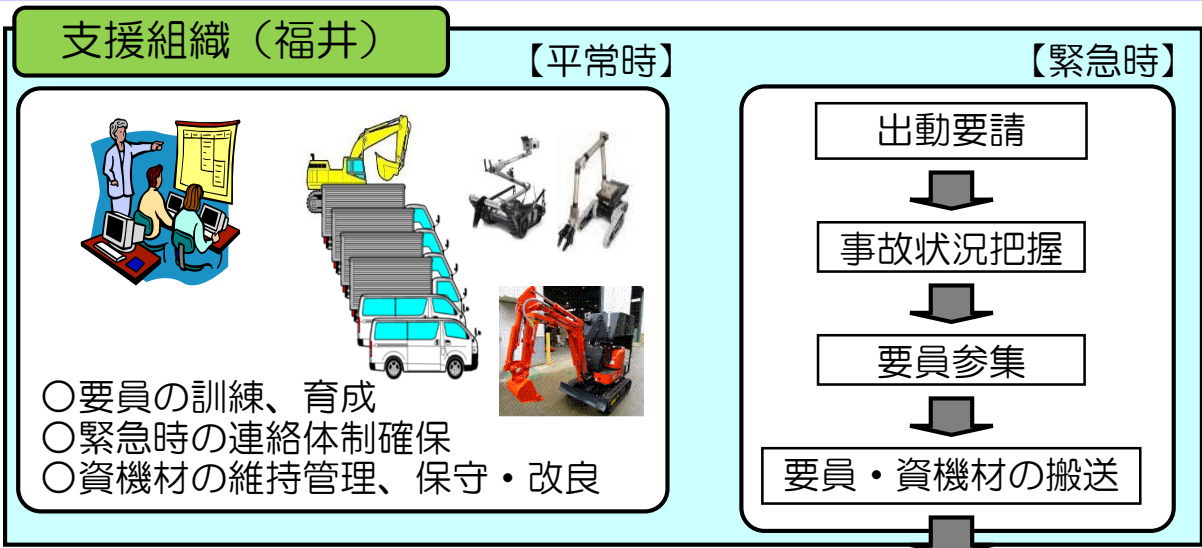 支援組織（福井）
【平常時】
○要員の訓練、育成
○緊急時の連絡体制確保
○資機材の維持管理、保守・改良
【緊急時】
出動要請
事故状況把握
要員参集
要員・資機材の搬送